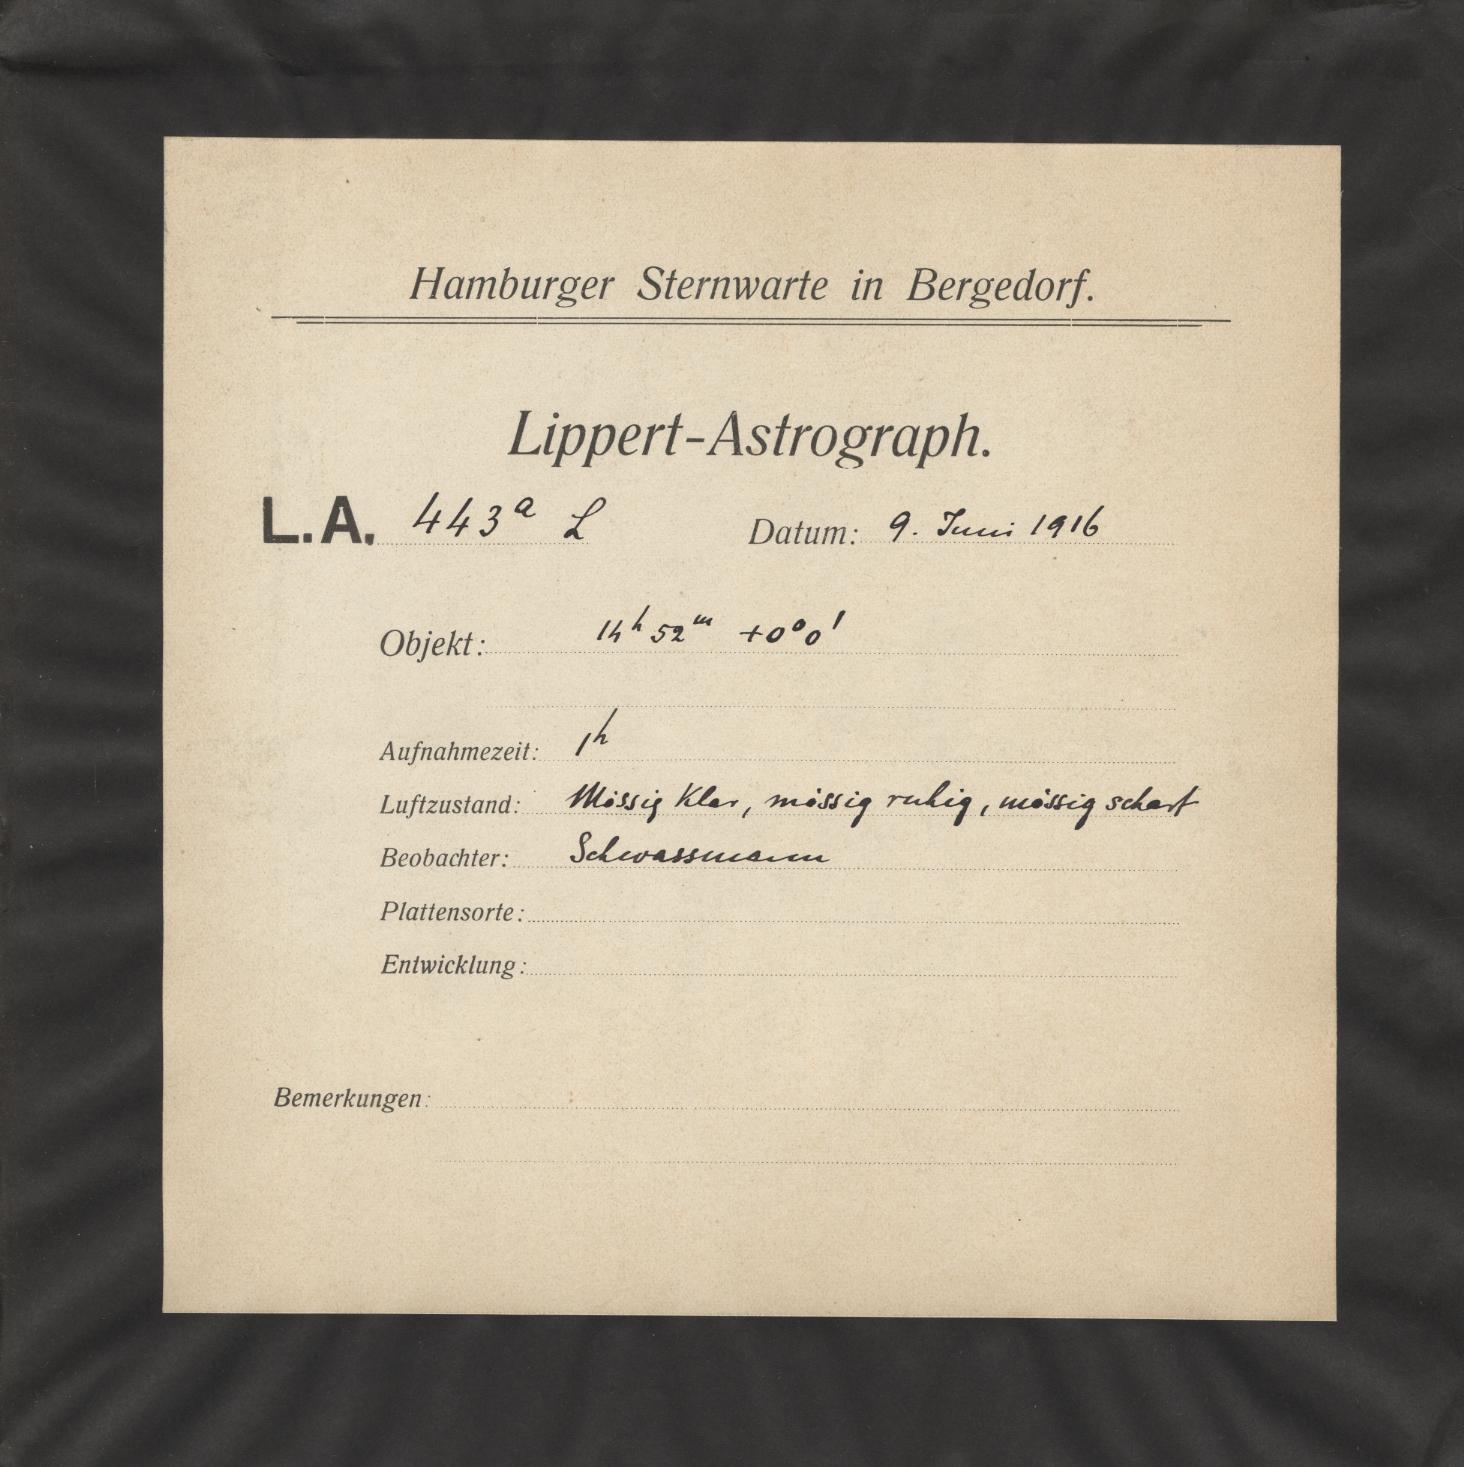 Hamburger Sternwarte in Bergedorf.
Lippert-Astrograph.
L.A. 443ᵃ L Datum: 9. Juni 1916
Objekt: 14ʰ 52ᵐ +0°0'
Aufnahmezeit: 1ʰ
Luftzustand: Mässig klar, mässig ruhig, mässig scharf
Beobachter: Schwassmann
Plattensorte:
Entwicklung:
Bemerkungen: